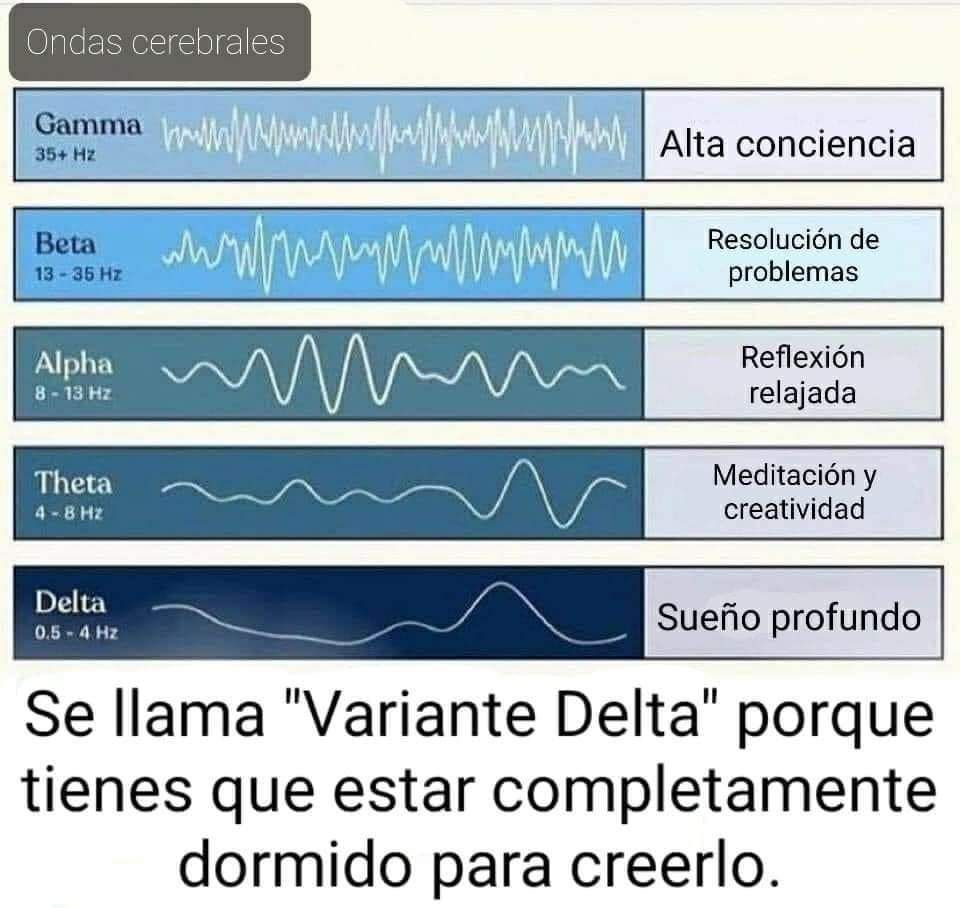 Ondas cerebrales
Gamma
35+ Hz
Alta conciencia
Beta
13 - 35 Hz
Resolución de
problemas
Alpha
8 - 13 Hz
Reflexión
relajada
Theta
4 - 8 Hz
Meditación y
creatividad
Delta
0.5 - 4 Hz
Sueño profundo
Se llama "Variante Delta" porque
tienes que estar completamente
dormido para creerlo.